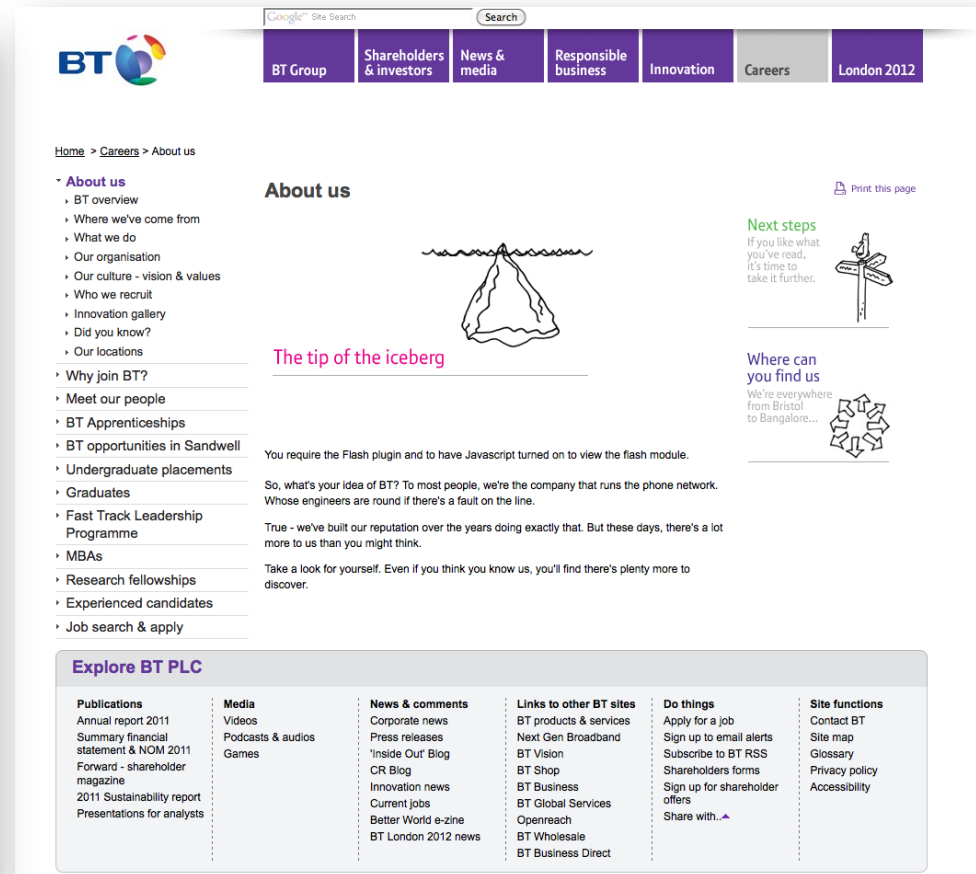 Google™ Site Search
Search
BT
BT Group
Shareholders
& investors
News &
media
Responsible
business
Innovation
Careers
London 2012
Home > Careers > About us
About us
BT overview
Where we've come from
What we do
Our organisation
Our culture - vision & values
Who we recruit
Innovation gallery
Did you know?
Our locations
Why join BT?
Meet our people
BT Apprenticeships
BT opportunities in Sandwell
Undergraduate placements
Graduates
Fast Track Leadership
Programme
MBAs
Research fellowships
Experienced candidates
Job search & apply
About us
The tip of the iceberg
You require the Flash plugin and to have Javascript turned on to view the flash module.
So, what's your idea of BT? To most people, we're the company that runs the phone network.
Whose engineers are round if there's a fault on the line.
True - we've built our reputation over the years doing exactly that. But these days, there's a lot
more to us than you might think.
Take a look for yourself. Even if you think you know us, you'll find there's plenty more to
discover.
Print this page
Next steps
If you like what
you've read,
it's time to
take it further.
Where can
you find us
We're everywhere
from Bristol
to Bangalore...
Explore BT PLC
Publications
Annual report 2011
Summary financial
statement & NOM 2011
Forward - shareholder
magazine
2011 Sustainability report
Presentations for analysts
Media
Videos
Podcasts & audios
Games
News & comments
Corporate news
Press releases
'Inside Out' Blog
CR Blog
Innovation news
Current jobs
Better World e-zine
BT London 2012 news
Links to other BT sites
BT products & services
Next Gen Broadband
BT Vision
BT Shop
BT Business
BT Global Services
Openreach
BT Wholesale
BT Business Direct
Do things
Apply for a job
Sign up to email alerts
Subscribe to BT RSS
Shareholders forms
Sign up for shareholder
offers
Share with..
Site functions
Contact BT
Site map
Glossary
Privacy policy
Accessibility